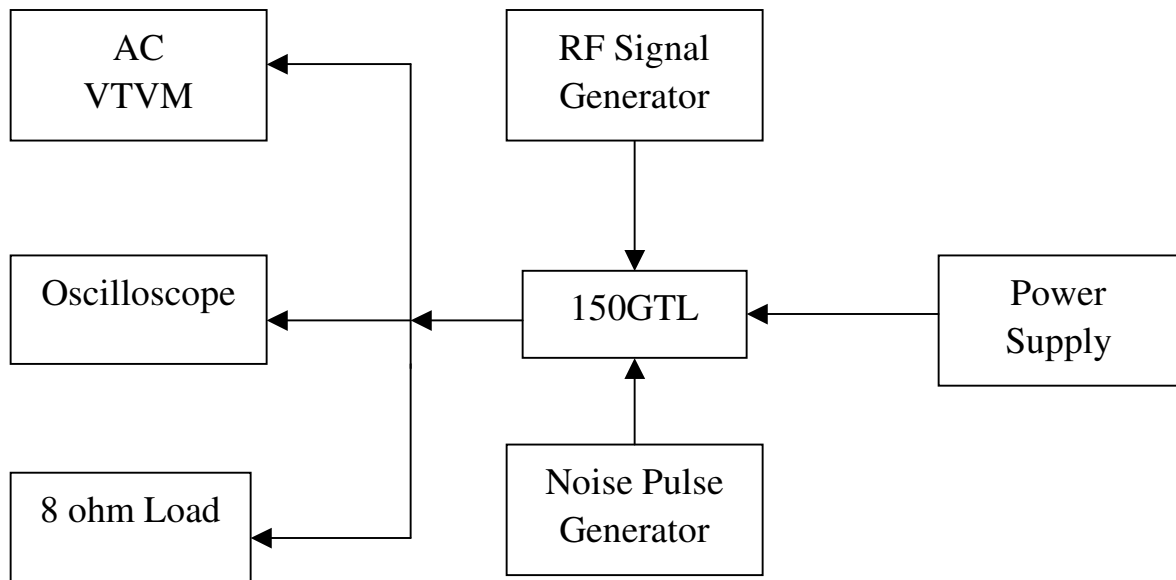 AC
VTVM
RF Signal
Generator
Oscilloscope
150GTL
Power
Supply
8 ohm Load
Noise Pulse
Generator